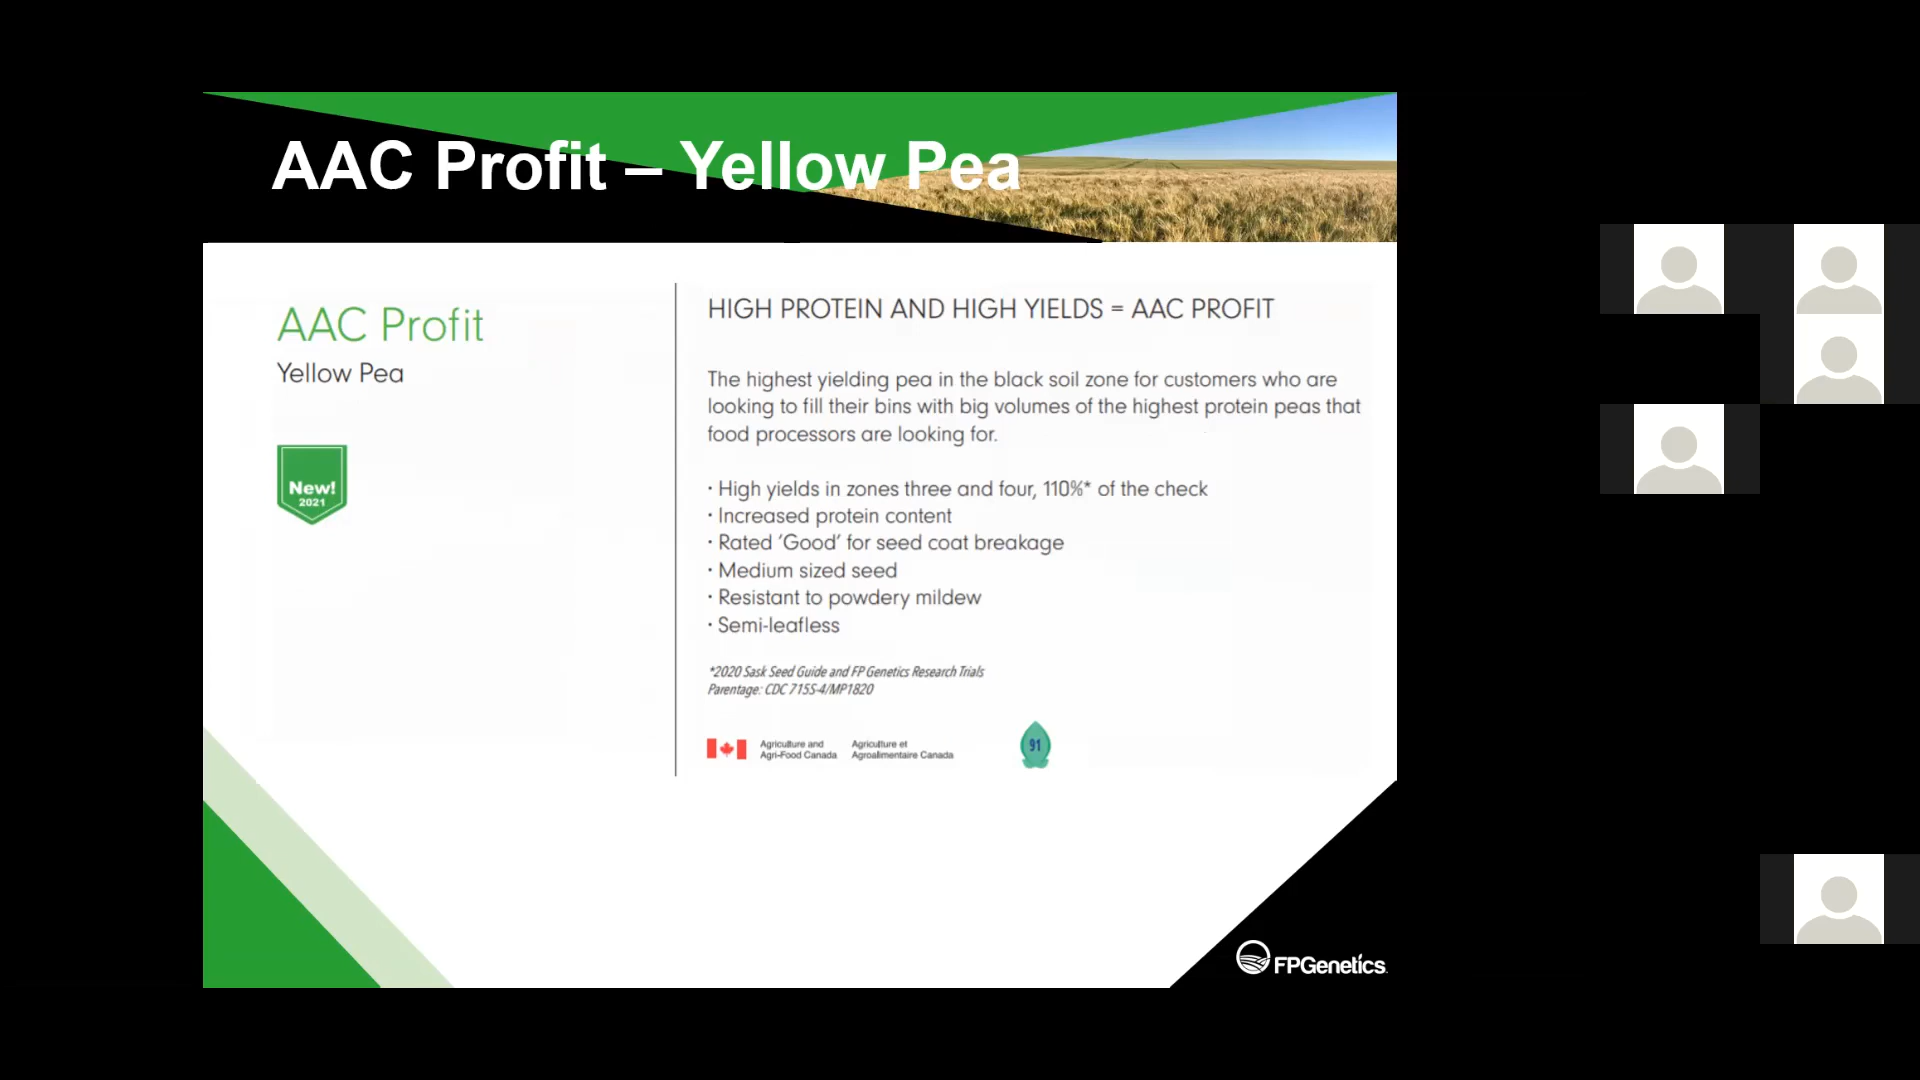 AAC Profit – Yellow Pea
AAC Profit
Yellow Pea
New!
2021
HIGH PROTEIN AND HIGH YIELDS = AAC PROFIT
The highest yielding pea in the black soil zone for customers who are
looking to fill their bins with big volumes of the highest protein peas that
food processors are looking for.
· High yields in zones three and four, 110%* of the check
· Increased protein content
· Rated ‘Good’ for seed coat breakage
· Medium sized seed
· Resistant to powdery mildew
· Semi-leafless
*2020 Sask Seed Guide and FP Genetics Research Trials
Parentage: CDC 715S-4/MP1820
Agriculture and
Agri-Food Canada
Agriculture et
Agroalimentaire Canada
91
FPGenetics